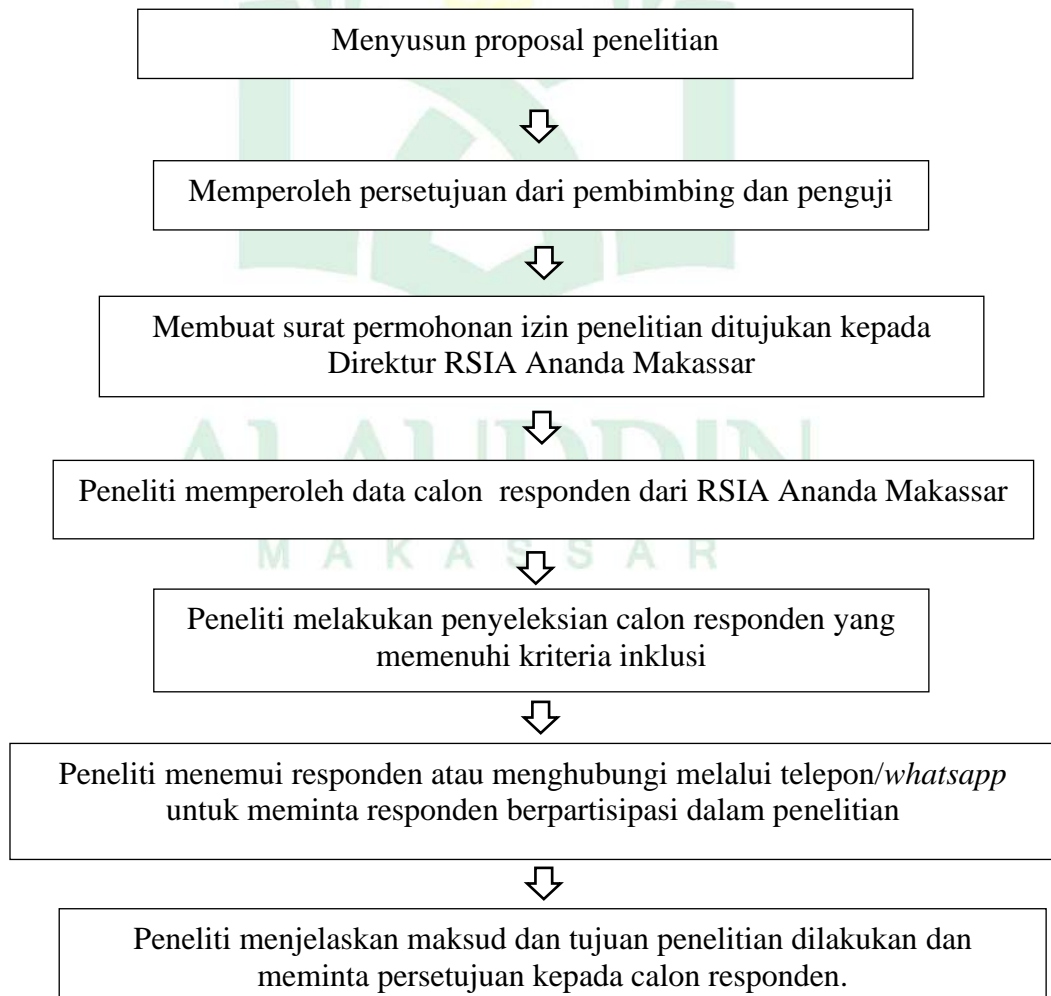 Menyusun proposal penelitian
Memperoleh persetujuan dari pembimbing dan penguji
Membuat surat permohonan izin penelitian ditujukan kepada
Direktur RSIA Ananda Makassar
ALAUDDIN
Peneliti memperoleh data calon responden dari RSIA Ananda Makassar
MAKASSAR
Peneliti melakukan penyeleksian calon responden yang
memenuhi kriteria inklusi
Peneliti menemui responden atau menghubungi melalui telepon/whatsapp
untuk meminta responden berpartisipasi dalam penelitian
Peneliti menjelaskan maksud dan tujuan penelitian dilakukan dan
meminta persetujuan kepada calon responden.